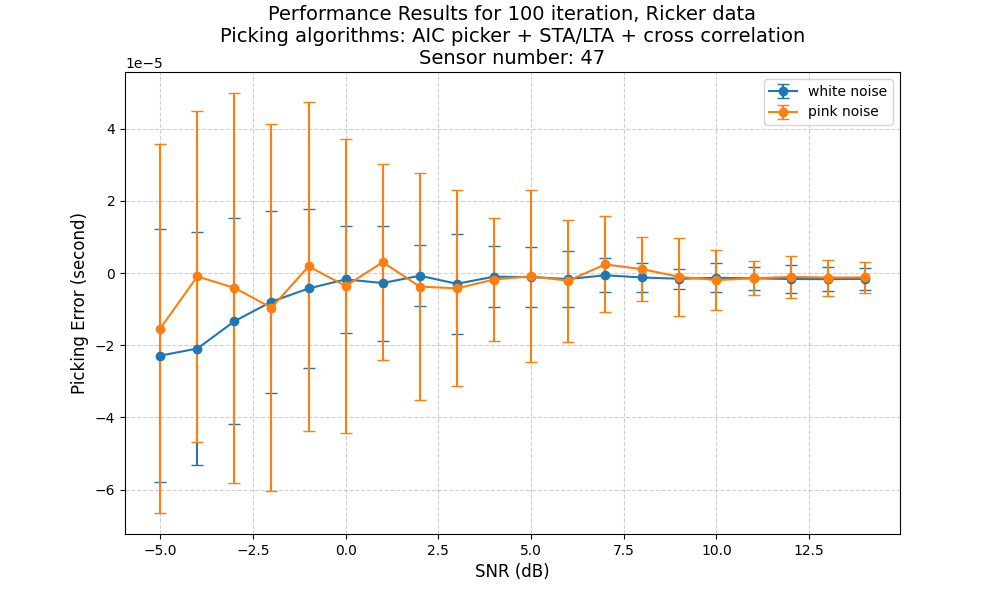 Performance Results for 100 iteration, Ricker data
Picking algorithms: AIC picker + STA/LTA + cross correlation
Sensor number: 47
1e−5
white noise
pink noise
4
2
0
−2
−4
−6
Picking Error (second)
−5.0 −2.5 0.0 2.5 5.0 7.5 10.0 12.5
SNR (dB)